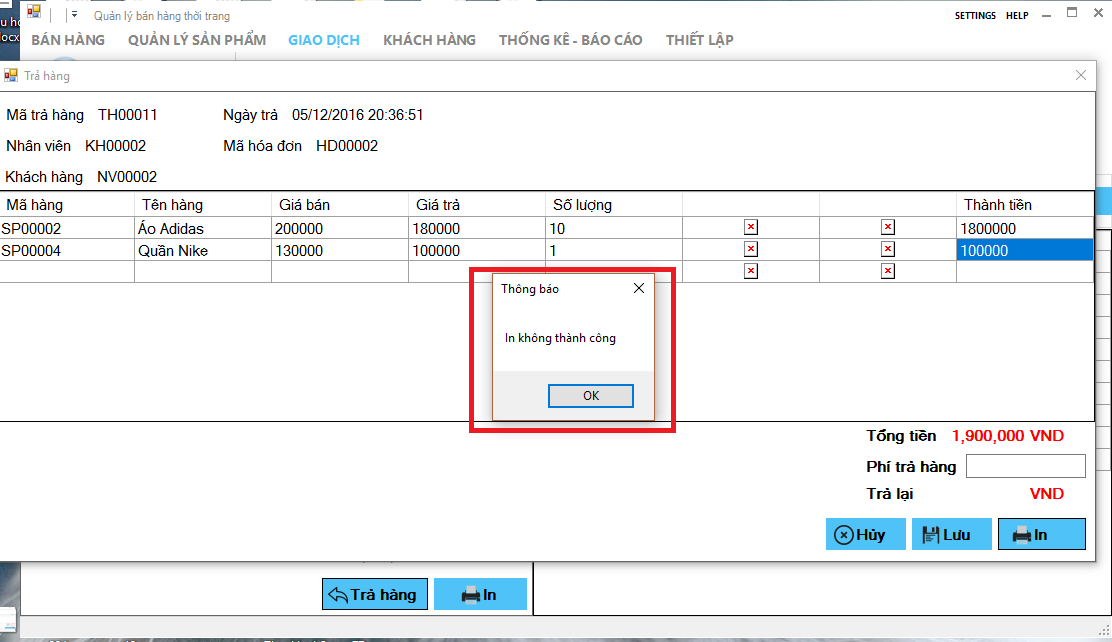 Quản lý bán hàng thời trang
SETTINGS HELP
BÁN HÀNG QUẢN LÝ SẢN PHẨM GIAO DỊCH KHÁCH HÀNG THỐNG KÊ - BÁO CÁO THIẾT LẬP
Trả hàng
Mã trả hàng TH00011 Ngày trả 05/12/2016 20:36:51
Nhân viên KH00002 Mã hóa đơn HD00002
Khách hàng NV00002
Mã hàng Tên hàng Giá bán Giá trả Số lượng Thành tiền
SP00002 Áo Adidas 200000 180000 10 1800000
SP00004 Quần Nike 130000 100000 1 100000
Thông báo
In không thành công
OK
Tổng tiền 1,900,000 VND
Phí trả hàng
Trả lại VND
Hủy Lưu In
Trả hàng In